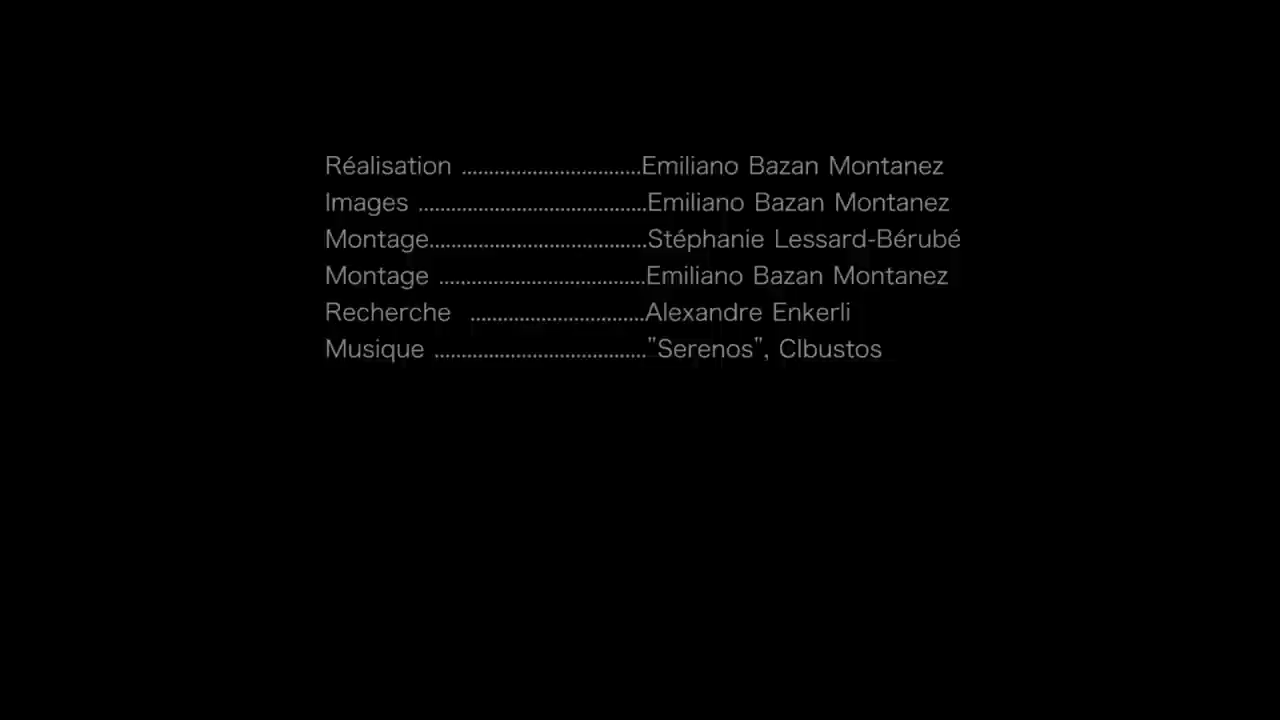 Réalisation ..................................Emiliano Bazan Montanez
Images ...........................................Emiliano Bazan Montanez
Montage.........................................Stéphanie Lessard-Bérubé
Montage .......................................Emiliano Bazan Montanez
Recherche .................................Alexandre Enkerli
Musique ........................................"Serenos", Clbustos